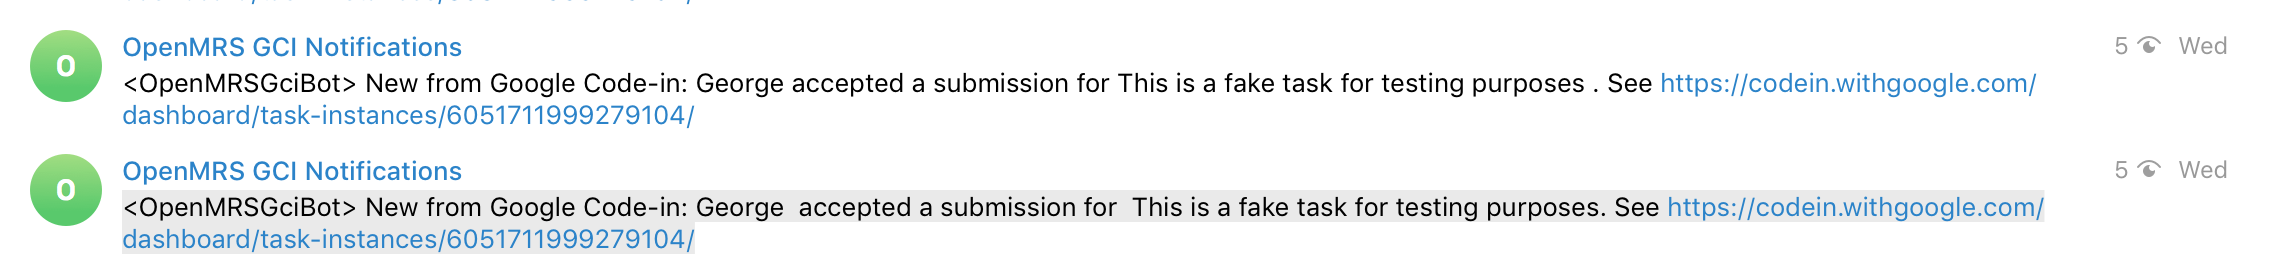 OpenMRS GCI Notifications 5 Wed
<OpenMRSGciBot> New from Google Code-in: George accepted a submission for This is a fake task for testing purposes . See https://codein.withgoogle.com/
dashboard/task-instances/6051711999279104/
OpenMRS GCI Notifications 5 Wed
<OpenMRSGciBot> New from Google Code-in: George  accepted a submission for  This is a fake task for testing purposes. See https://codein.withgoogle.com/
dashboard/task-instances/6051711999279104/